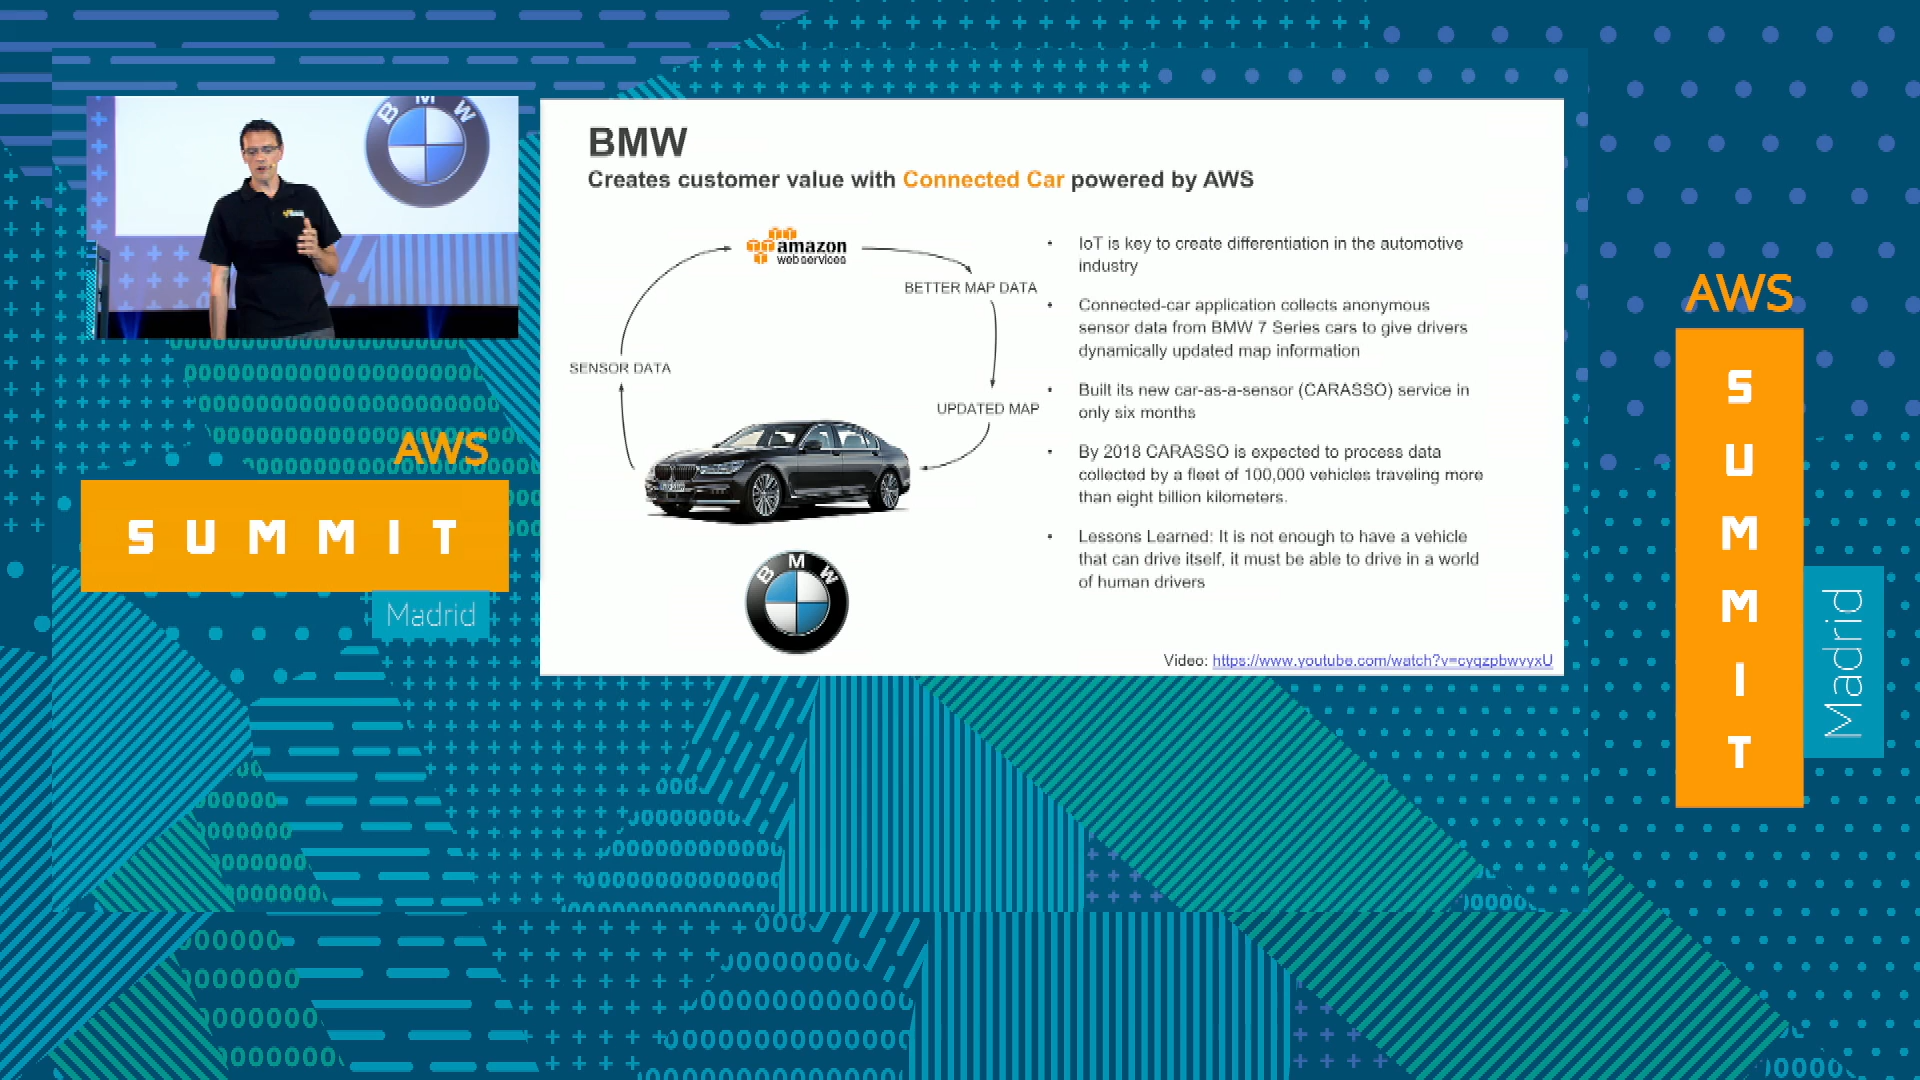 B M W
BMW
Creates customer value with Connected Car powered by AWS
amazon
webservices
BETTER MAP DATA
SENSOR DATA
UPDATED MAP
B M W
• IoT is key to create differentiation in the automotive
industry
• Connected-car application collects anonymous
sensor data from BMW 7 Series cars to give drivers
dynamically updated map information
• Built its new car-as-a-sensor (CARASSO) service in
only six months
• By 2018 CARASSO is expected to process data
collected by a fleet of 100,000 vehicles traveling more
than eight billion kilometers.
• Lessons Learned: It is not enough to have a vehicle
that can drive itself, it must be able to drive in a world
of human drivers
Video: https://www.youtube.com/watch?v=cyqzpbwvyxU
AWS
SUMMIT
Madrid
AWS
SUMMIT
Madrid